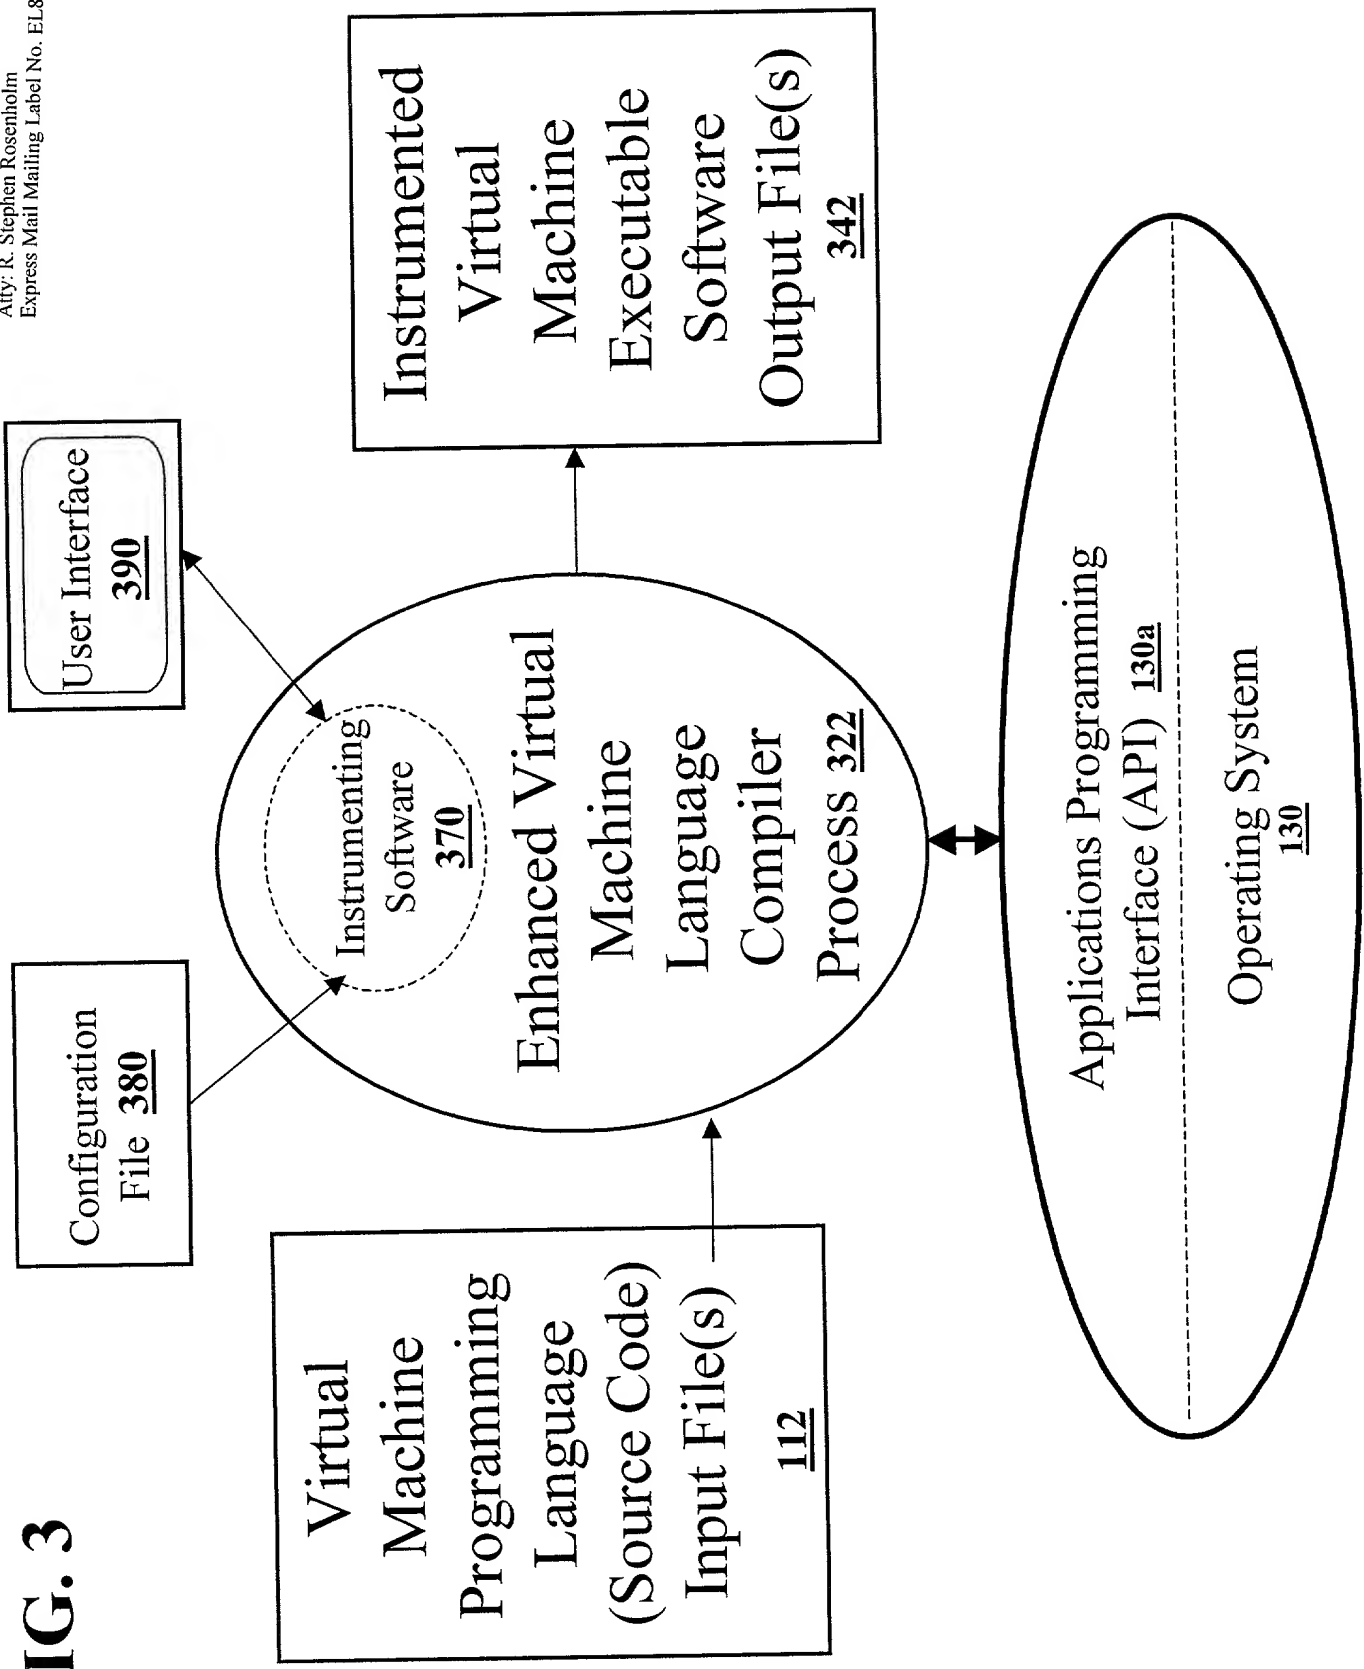 Atty: R. Stephen Rosenholm
Express Mail Mailing Label No. EL8
IG. 3
Configuration
File 380
User Interface
390
Virtual
Machine
Programming
Language
(Source Code)
Input File(s)
112
Instrumenting
Software
370
Enhanced Virtual
Machine
Language
Compiler
Process 322
Instrumented
Virtual
Machine
Executable
Software
Output File(s)
342
Applications Programming
Interface (API) 130a
Operating System
130